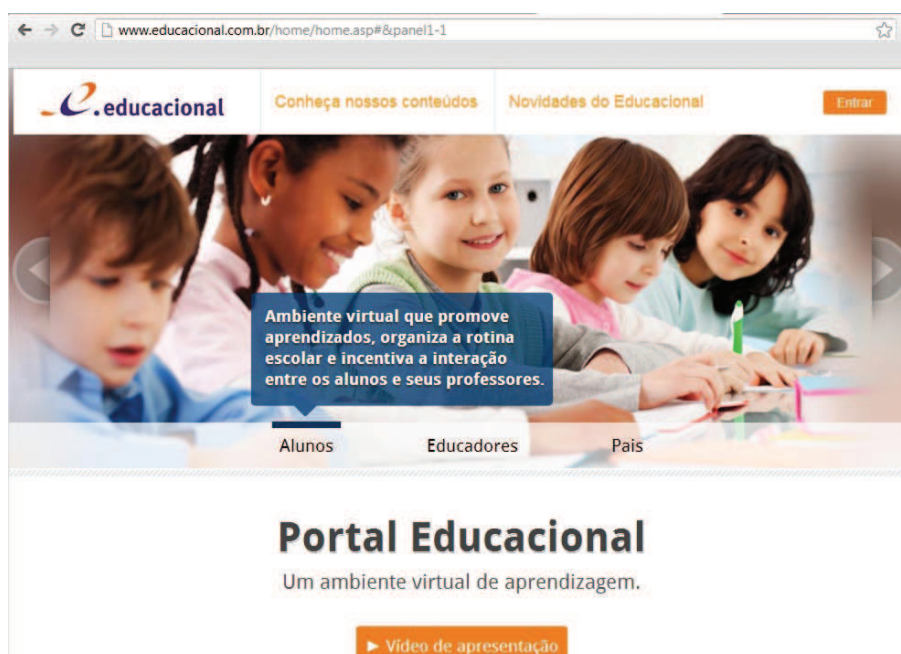 www.educacional.com.br/home/home.asp#&panel1-1
e.educacional
Conheça nossos conteúdos
Novidades do Educacional
Entrar
Ambiente virtual que promove
aprendizados, organiza a rotina
escolar e incentiva a interação
entre os alunos e seus professores.
Alunos
Educadores
Pais
Portal Educacional
Um ambiente virtual de aprendizagem.
Vídeo de apresentação